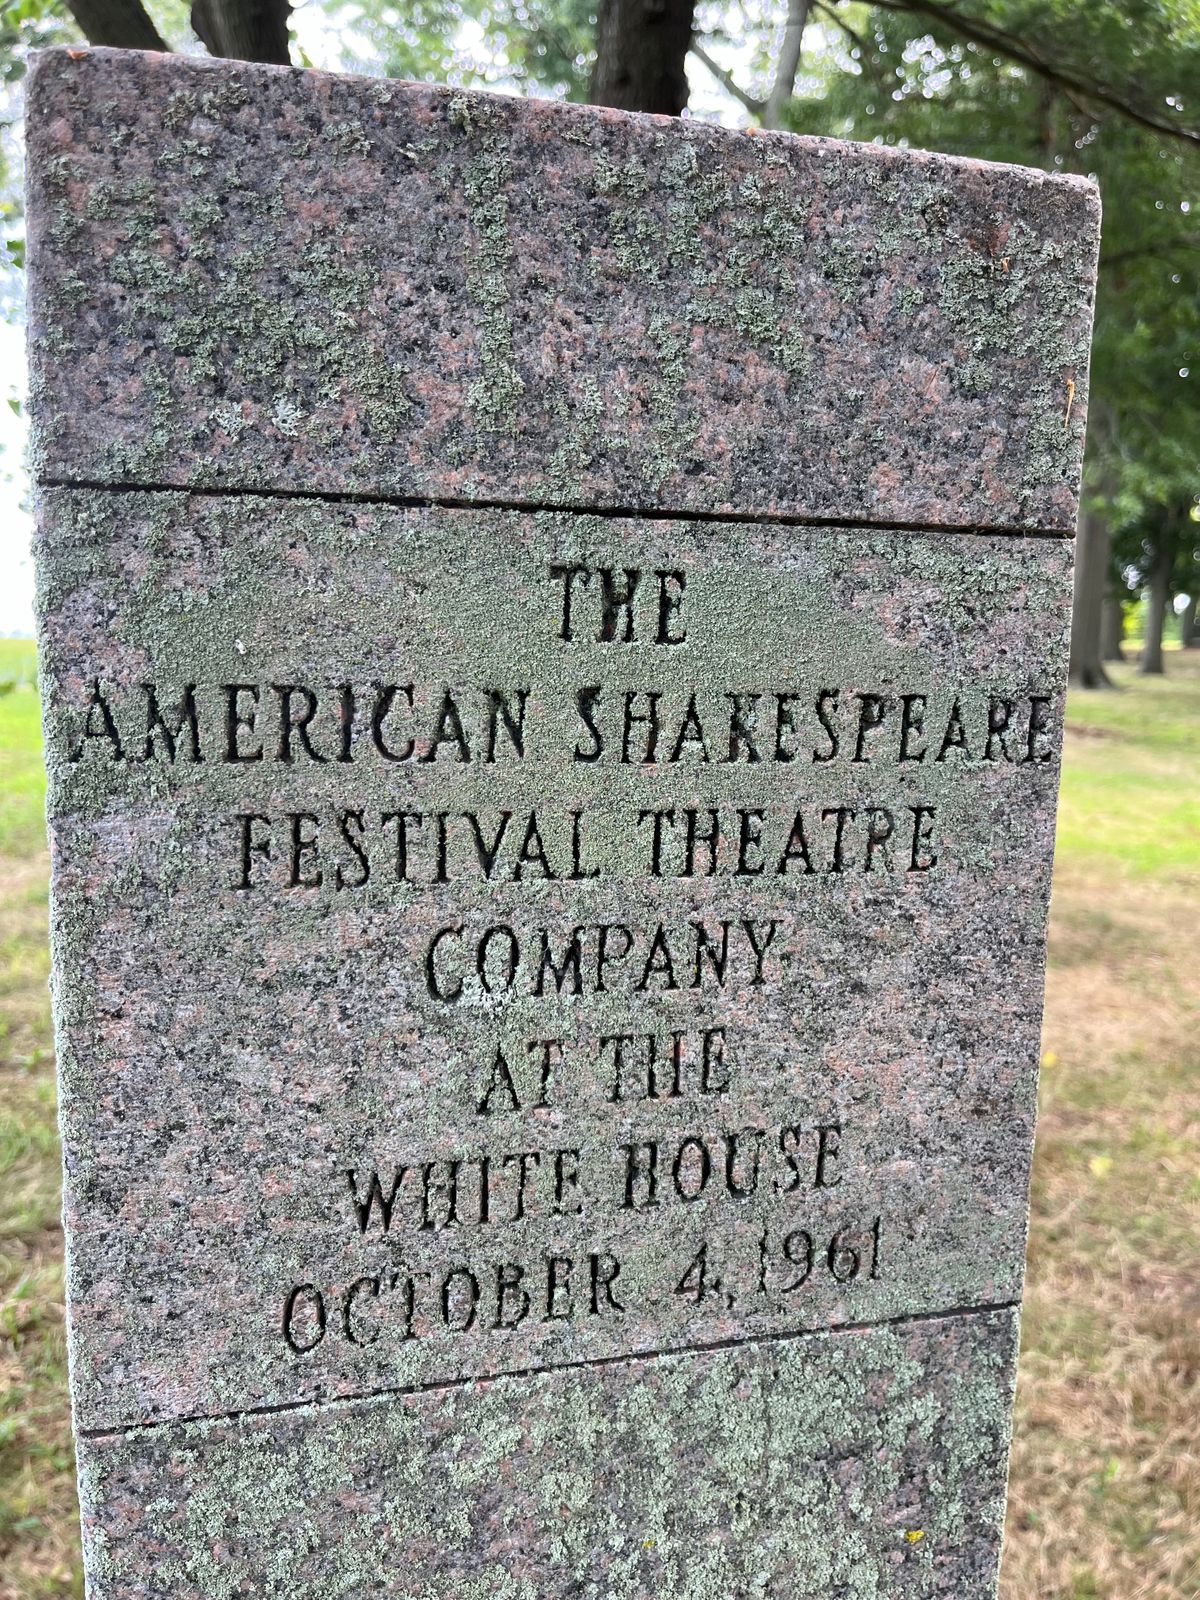 THE
AMERICAN SHAKESPEARE
FESTIVAL THEATRE
COMPANY
AT THE
WHITE HOUSE
OCTOBER 4, 1961